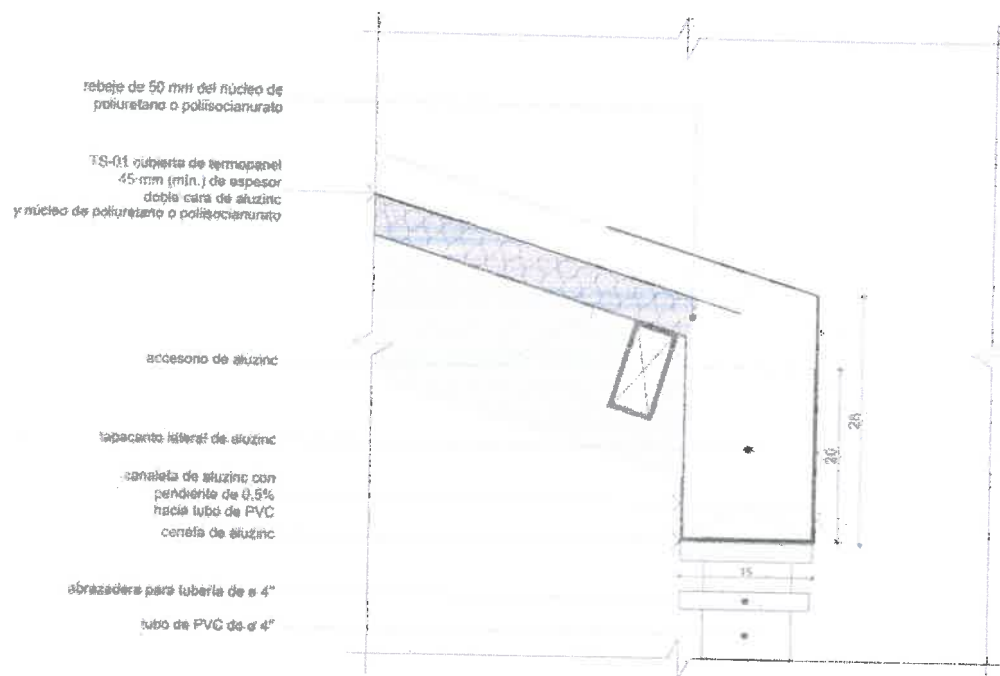 rebaje de 50 mm del núcleo de
poliuretano o poliisocianurato
TS-01 cubierta de termopanel
45 mm (mín.) de espesor
doble cara de aluzinc
y núcleo de poliuretano o poliisocianurato
accesorio de aluzinc
tapacanto lateral de aluzinc
canaleta de aluzinc con
pendiente de 0,5%
hacia tubo de PVC
cenefa de aluzinc
abrazadera para tubería de ø 4"
tubo de PVC de ø 4"
20
28
15